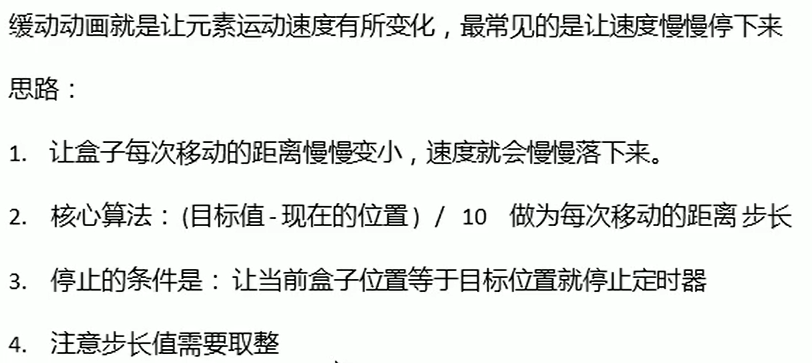 缓动动画就是让元素运动速度有所变化，最常见的是让速度慢慢停下来
思路：
1. 让盒子每次移动的距离慢慢变小，速度就会慢慢落下来。
2. 核心算法：(目标值 - 现在的位置) / 10 做为每次移动的距离 步长
3. 停止的条件是：让当前盒子位置等于目标位置就停止定时器
4. 注意步长值需要取整